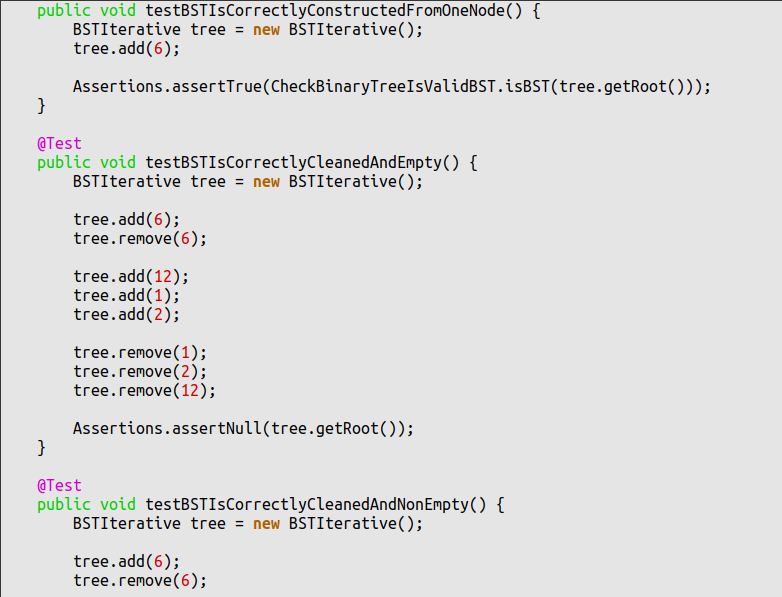 public void testBSTIsCorrectlyConstructedFromOneNode() {
BSTIterative tree = new BSTIterative();
tree.add(6);
Assertions.assertTrue(CheckBinaryTreeIsValidBST.isBST(tree.getRoot()));
}
@Test
public void testBSTIsCorrectlyCleanedAndEmpty() {
BSTIterative tree = new BSTIterative();
tree.add(6);
tree.remove(6);
tree.add(12);
tree.add(1);
tree.add(2);
tree.remove(1);
tree.remove(2);
tree.remove(12);
Assertions.assertNull(tree.getRoot());
}
@Test
public void testBSTIsCorrectlyCleanedAndNonEmpty() {
BSTIterative tree = new BSTIterative();
tree.add(6);
tree.remove(6);